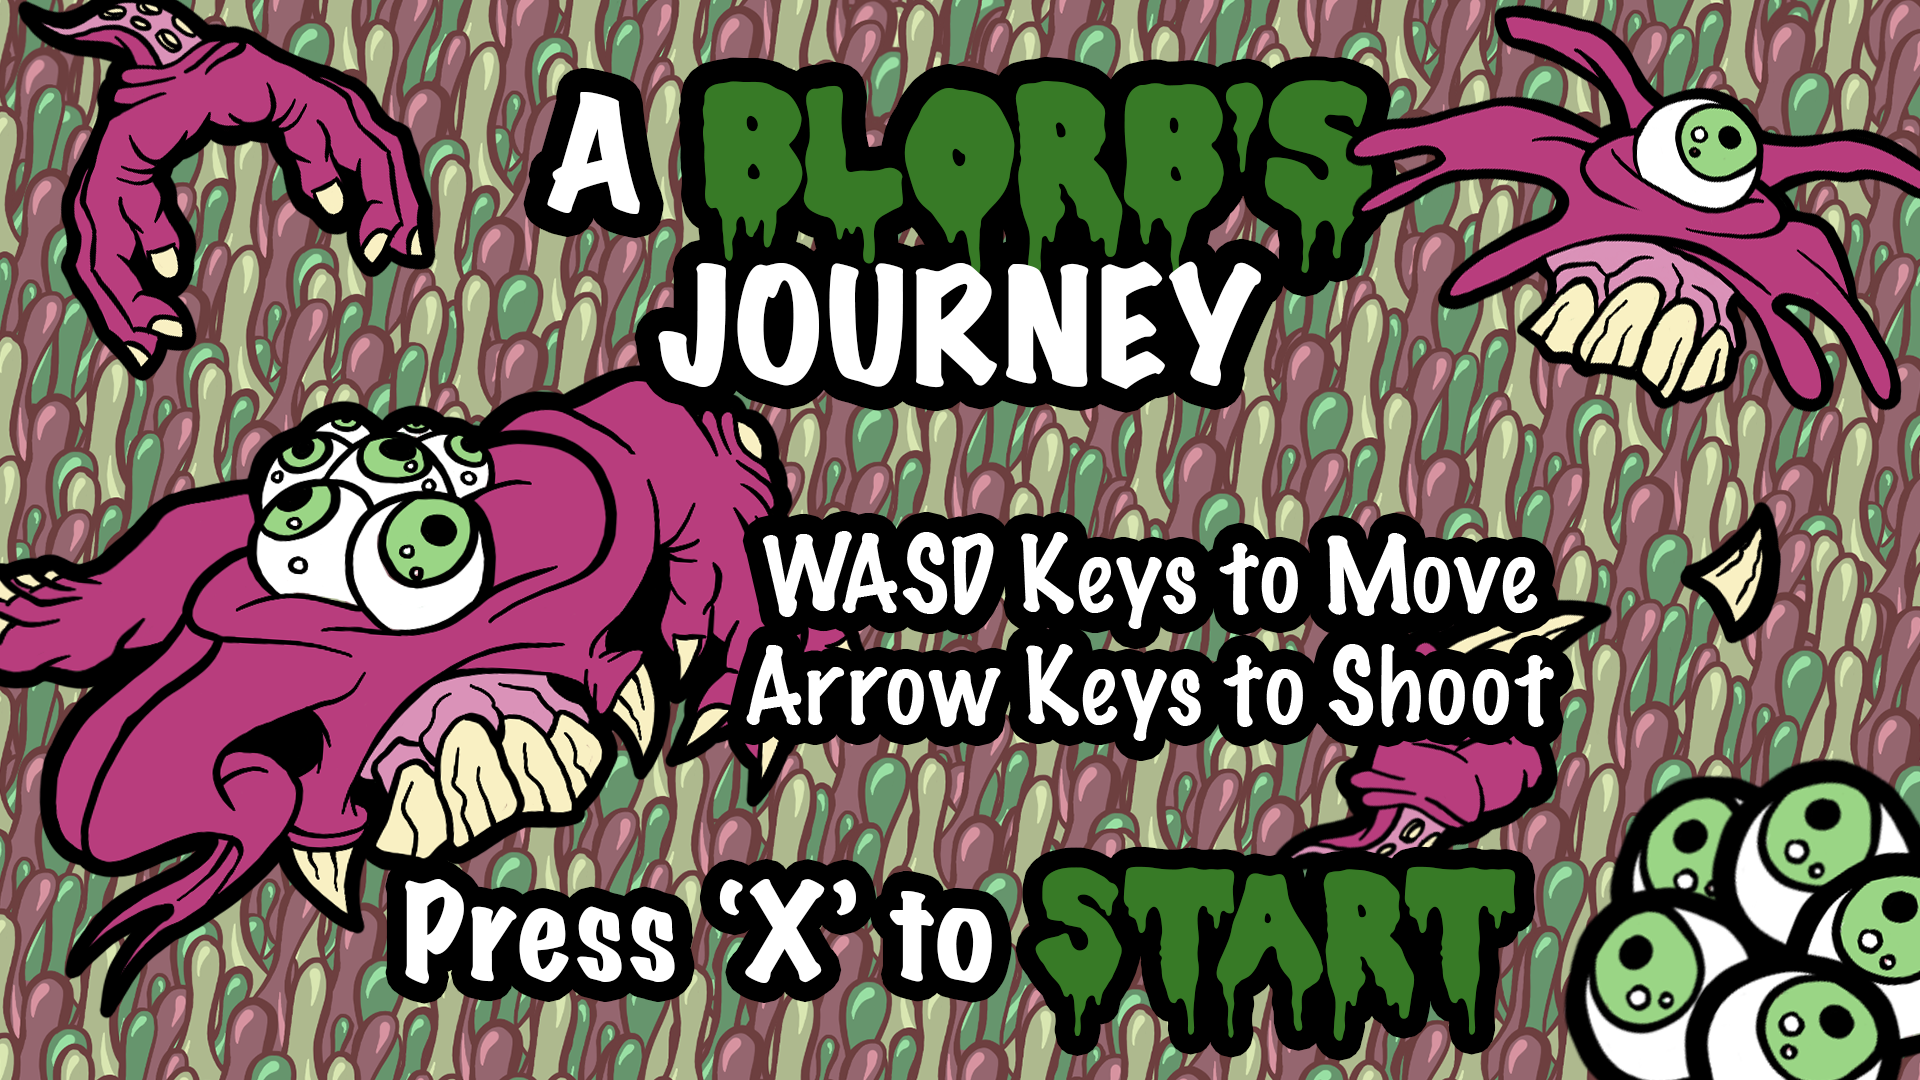 A BLORB'S
JOURNEY
WASD Keys to Move
Arrow Keys to Shoot
Press ‘X’ to START